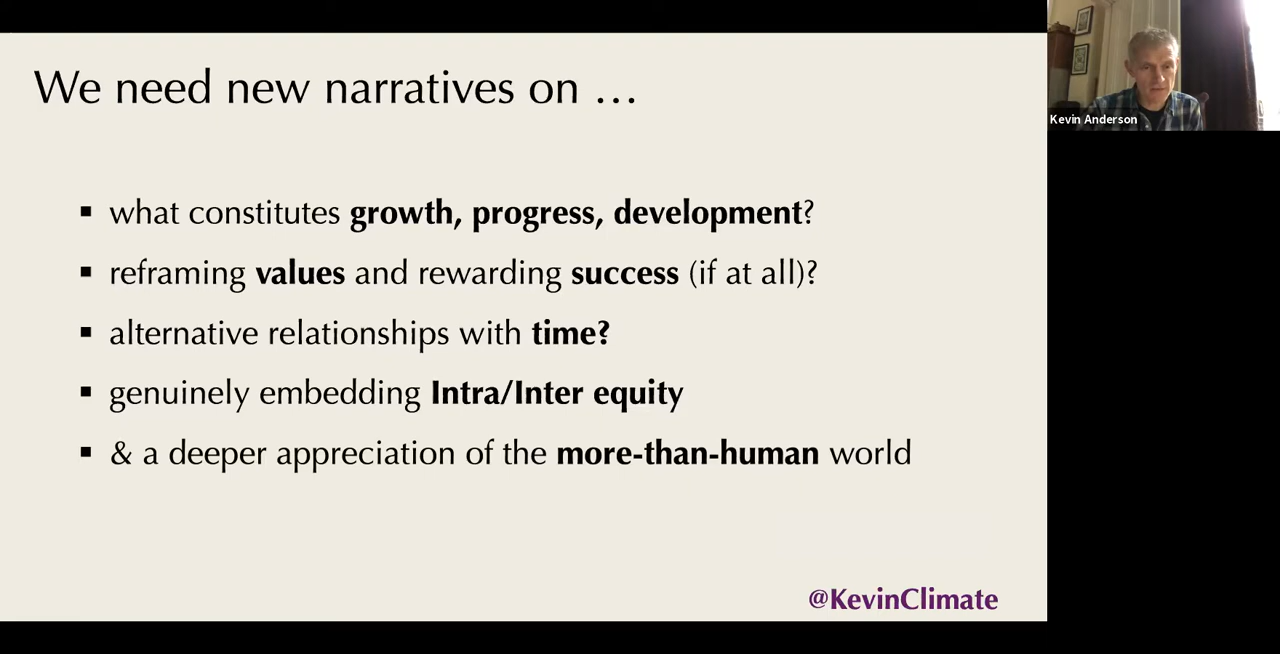 We need new narratives on …
▪ what constitutes growth, progress, development?
▪ reframing values and rewarding success (if at all)?
▪ alternative relationships with time?
▪ genuinely embedding Intra/Inter equity
▪ & a deeper appreciation of the more-than-human world
@KevinClimate
Kevin Anderson